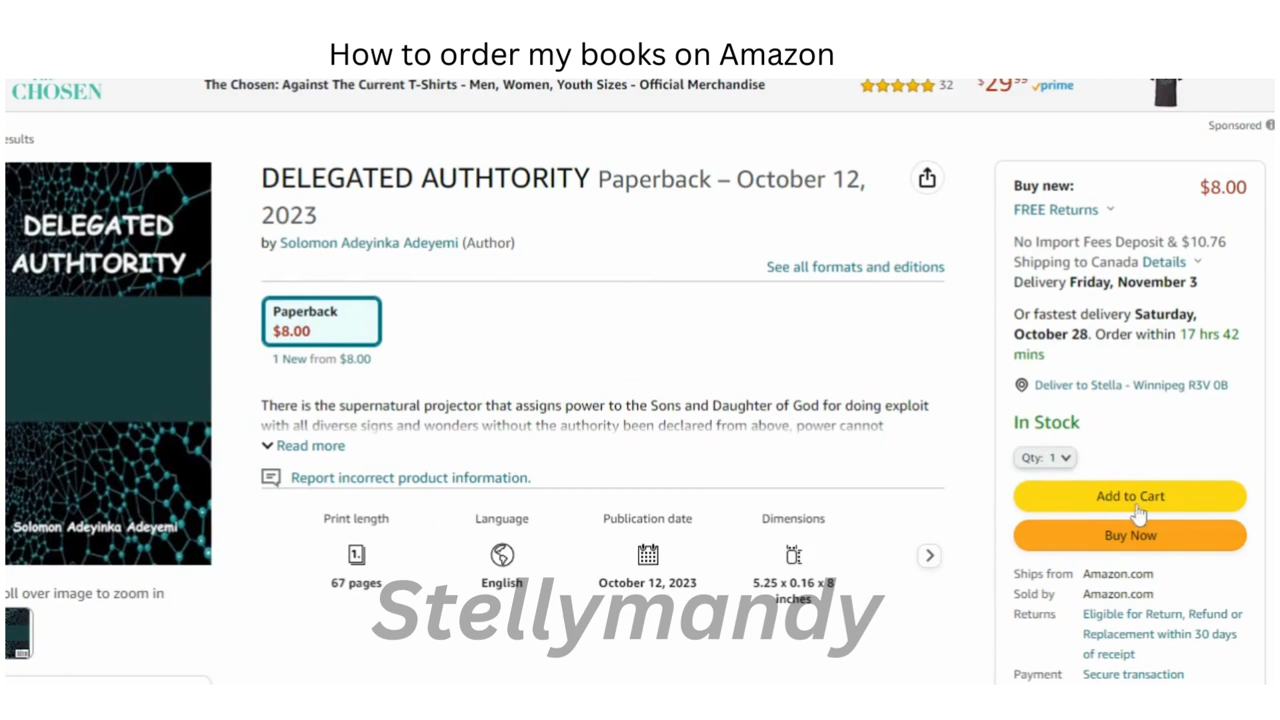 How to order my books on Amazon
CHOSEN
The Chosen: Against The Current T-Shirts - Men, Women, Youth Sizes - Official Merchandise
32
$29⁹⁹
prime
Sponsored
esults
DELEGATED
AUTHTORITY
Solomon Adeyinka Adeyemi
oll over image to zoom in
DELEGATED AUTHTORITY Paperback – October 12,
2023
by Solomon Adeyinka Adeyemi (Author)
See all formats and editions
Paperback
$8.00
1 New from $8.00
There is the supernatural projector that assigns power to the Sons and Daughter of God for doing exploit
with all diverse signs and wonders without the authority been declared from above, power cannot
Read more
Report incorrect product information.
Print length
1.
67 pages
Language
English
Publication date
October 12, 2023
Dimensions
5.25 x 0.16 x 8
inches
Stellymandy
Buy new:
$8.00
FREE Returns
No Import Fees Deposit & $10.76
Shipping to Canada Details
Delivery Friday, November 3
Or fastest delivery Saturday,
October 28. Order within 17 hrs 42
mins
Deliver to Stella - Winnipeg R3V 0B
In Stock
Qty: 1
Add to Cart
Buy Now
Ships from Amazon.com
Sold by Amazon.com
Returns Eligible for Return, Refund or
Replacement within 30 days
of receipt
Payment Secure transaction